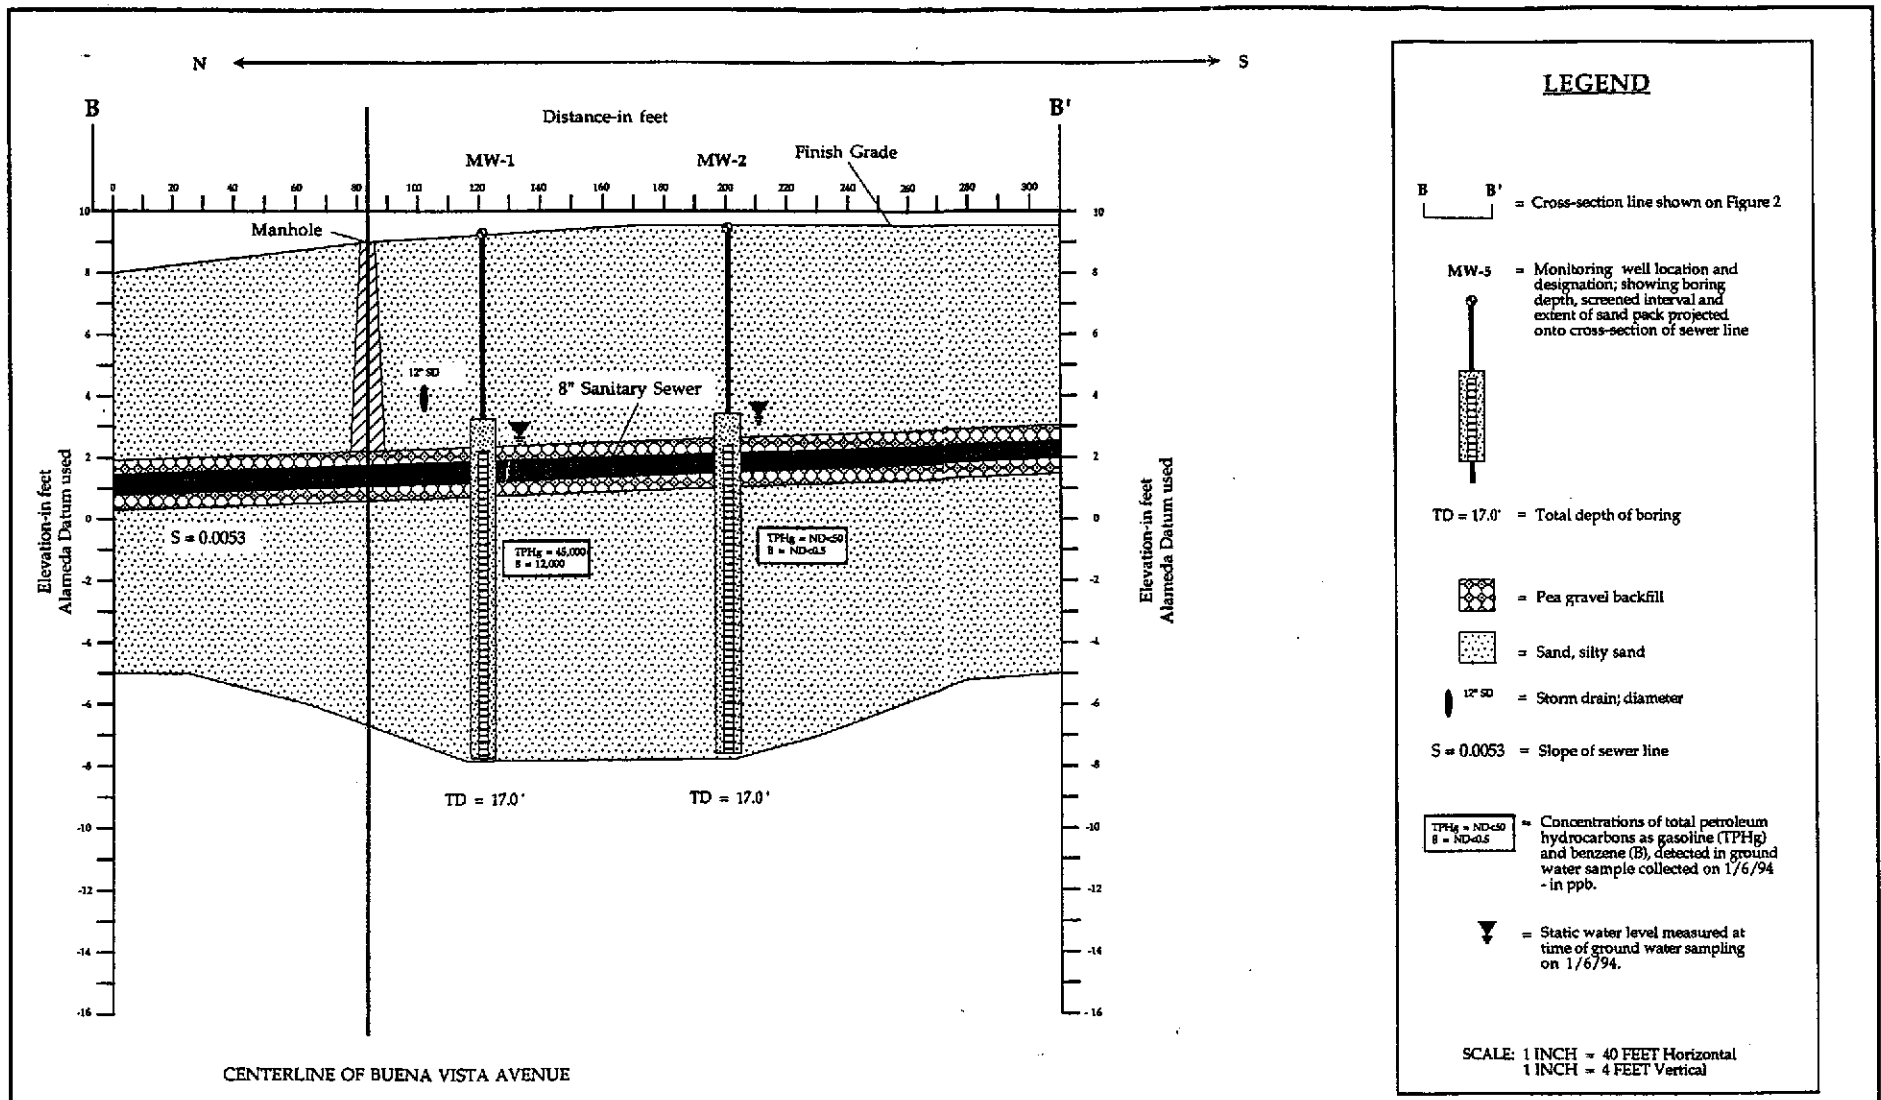 N S
B B'
Distance-in feet
MW-1 MW-2 Finish Grade
0 20 40 60 80 100 120 140 160 180 200 220 240 260 280 300
10 10
Manhole
8 8
6 6
12" SD
4 4
8" Sanitary Sewer
2 2
0 0
S = 0.0053
TPHg = 45,000
B = 12,000
TPHg = ND<50
B = ND<0.5
-2 -2
-4 -4
-6 -6
-8 -8
TD = 17.0' TD = 17.0'
-10 -10
-12 -12
-14 -14
-16 -16
Elevation-in feet
Alameda Datum used
Elevation-in feet
Alameda Datum used
CENTERLINE OF BUENA VISTA AVENUE
LEGEND
B B'
= Cross-section line shown on Figure 2
MW-5 = Monitoring well location and
designation; showing boring
depth, screened interval and
extent of sand pack projected
onto cross-section of sewer line
TD = 17.0' = Total depth of boring
= Pea gravel backfill
= Sand, silty sand
12" SD = Storm drain; diameter
S = 0.0053 = Slope of sewer line
TPHg = ND<50
B = ND<0.5
= Concentrations of total petroleum
hydrocarbons as gasoline (TPHg)
and benzene (B), detected in ground
water sample collected on 1/6/94
- in ppb.
= Static water level measured at
time of ground water sampling
on 1/6/94.
SCALE: 1 INCH = 40 FEET Horizontal
1 INCH = 4 FEET Vertical